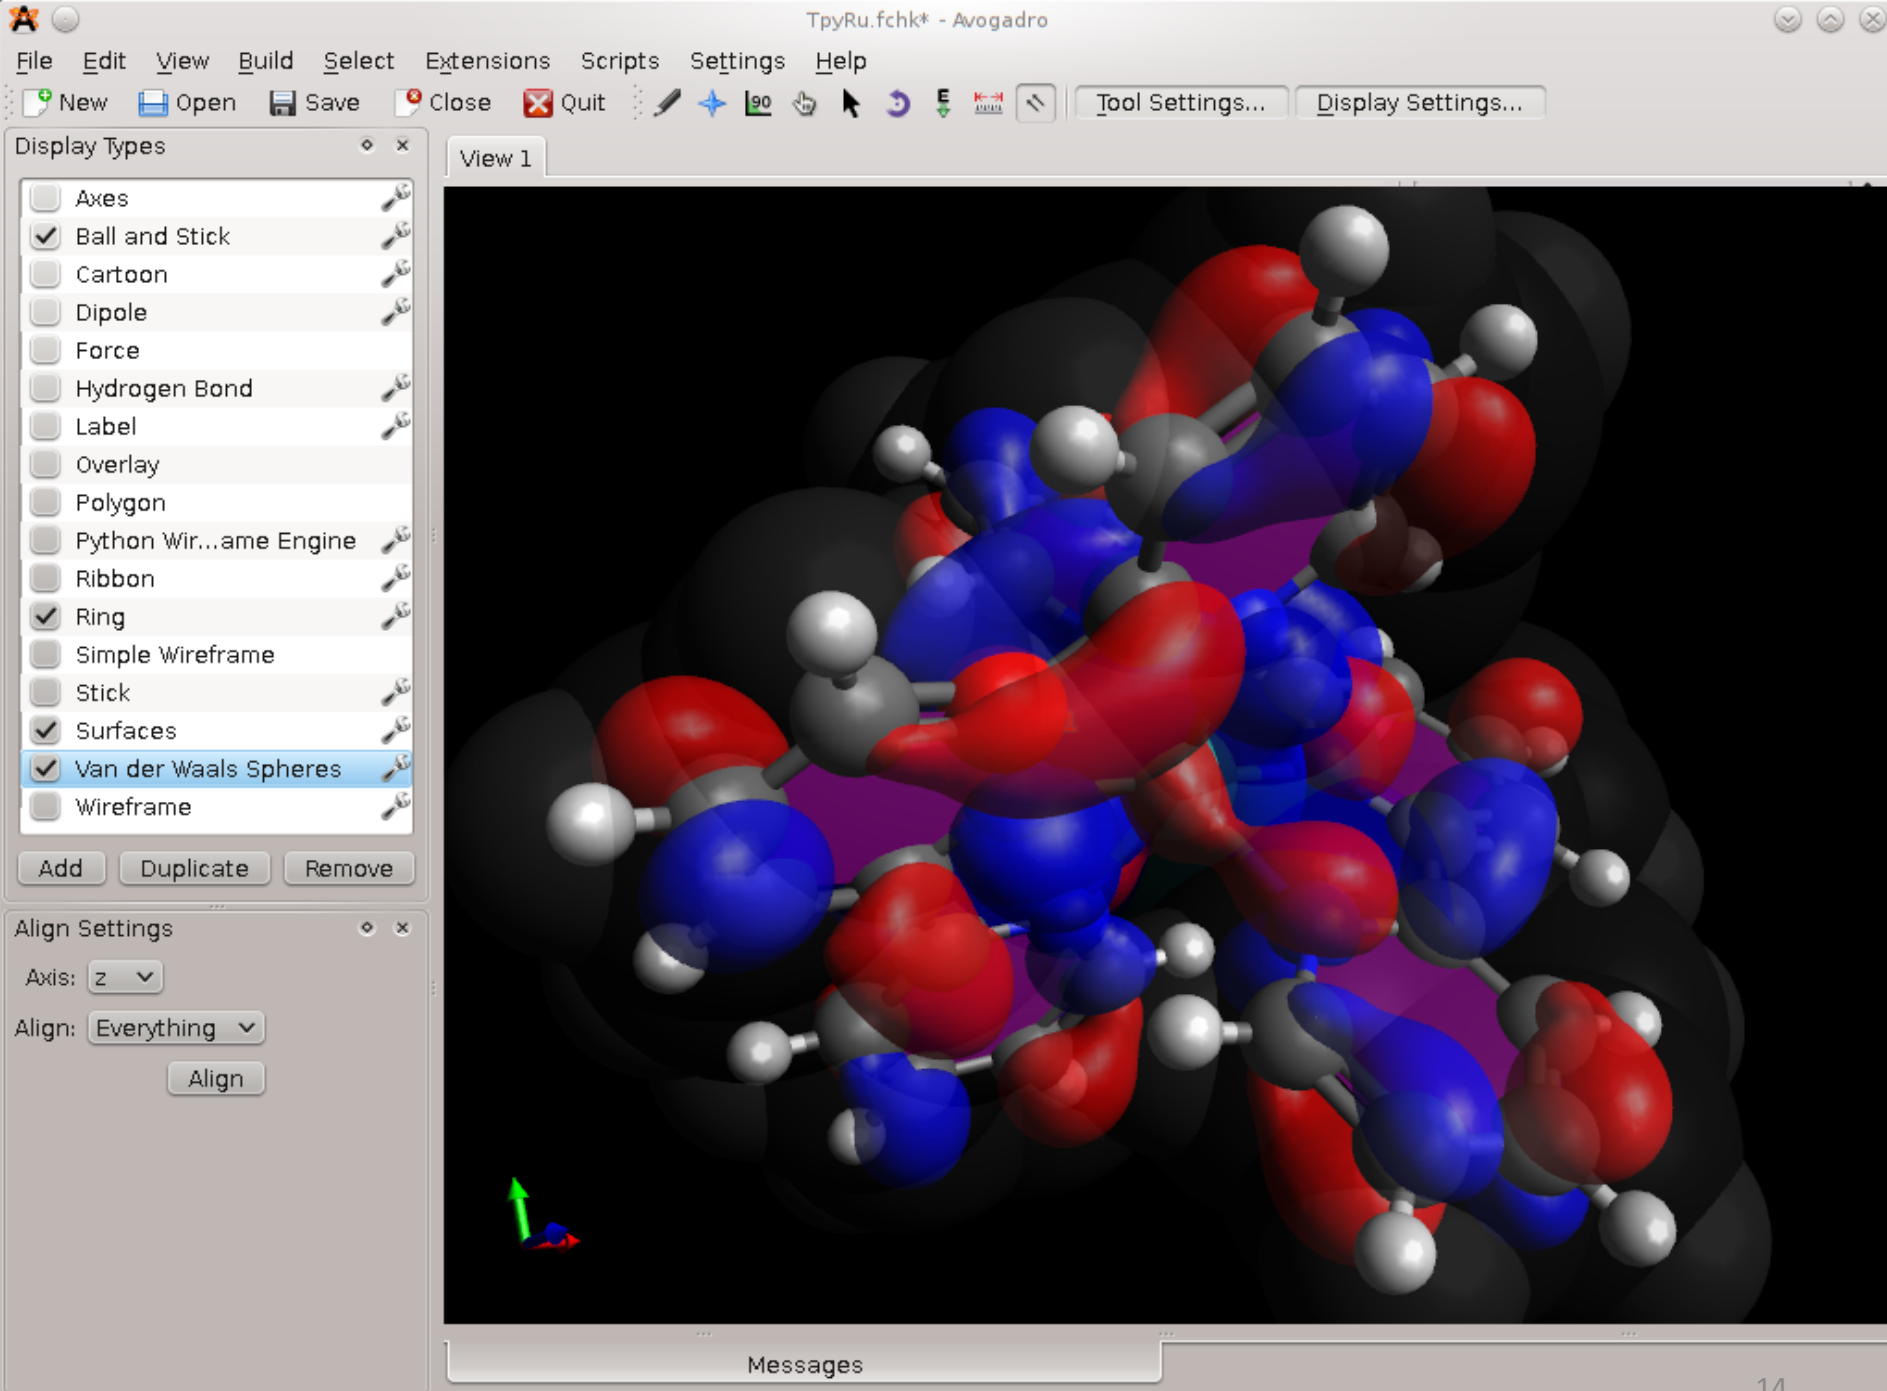 TpyRu.fchk* - Avogadro
File Edit View Build Select Extensions Scripts Settings Help
New Open Save Close Quit 90 E Tool Settings... Display Settings...
Display Types
View 1
Axes
Ball and Stick
Cartoon
Dipole
Force
Hydrogen Bond
Label
Overlay
Polygon
Python Wir...ame Engine
Ribbon
Ring
Simple Wireframe
Stick
Surfaces
Van der Waals Spheres
Wireframe
Add Duplicate Remove
Align Settings
Axis: z
Align: Everything
Align
Messages
14